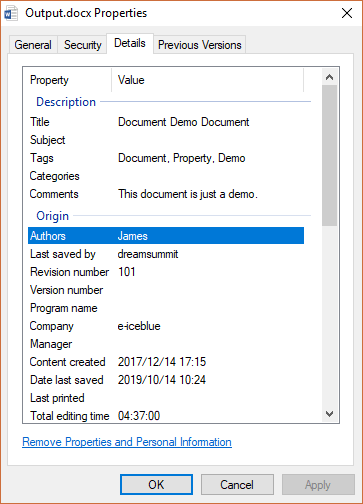 Output.docx Properties
General Security Details Previous Versions
Property Value
Description
Title Document Demo Document
Subject
Tags Document, Property, Demo
Categories
Comments This document is just a demo.
Origin
Authors James
Last saved by dreamsummit
Revision number 101
Version number
Program name
Company e-iceblue
Manager
Content created 2017/12/14 17:15
Date last saved 2019/10/14 10:24
Last printed
Total editing time 04:37:00
Remove Properties and Personal Information
OK Cancel Apply